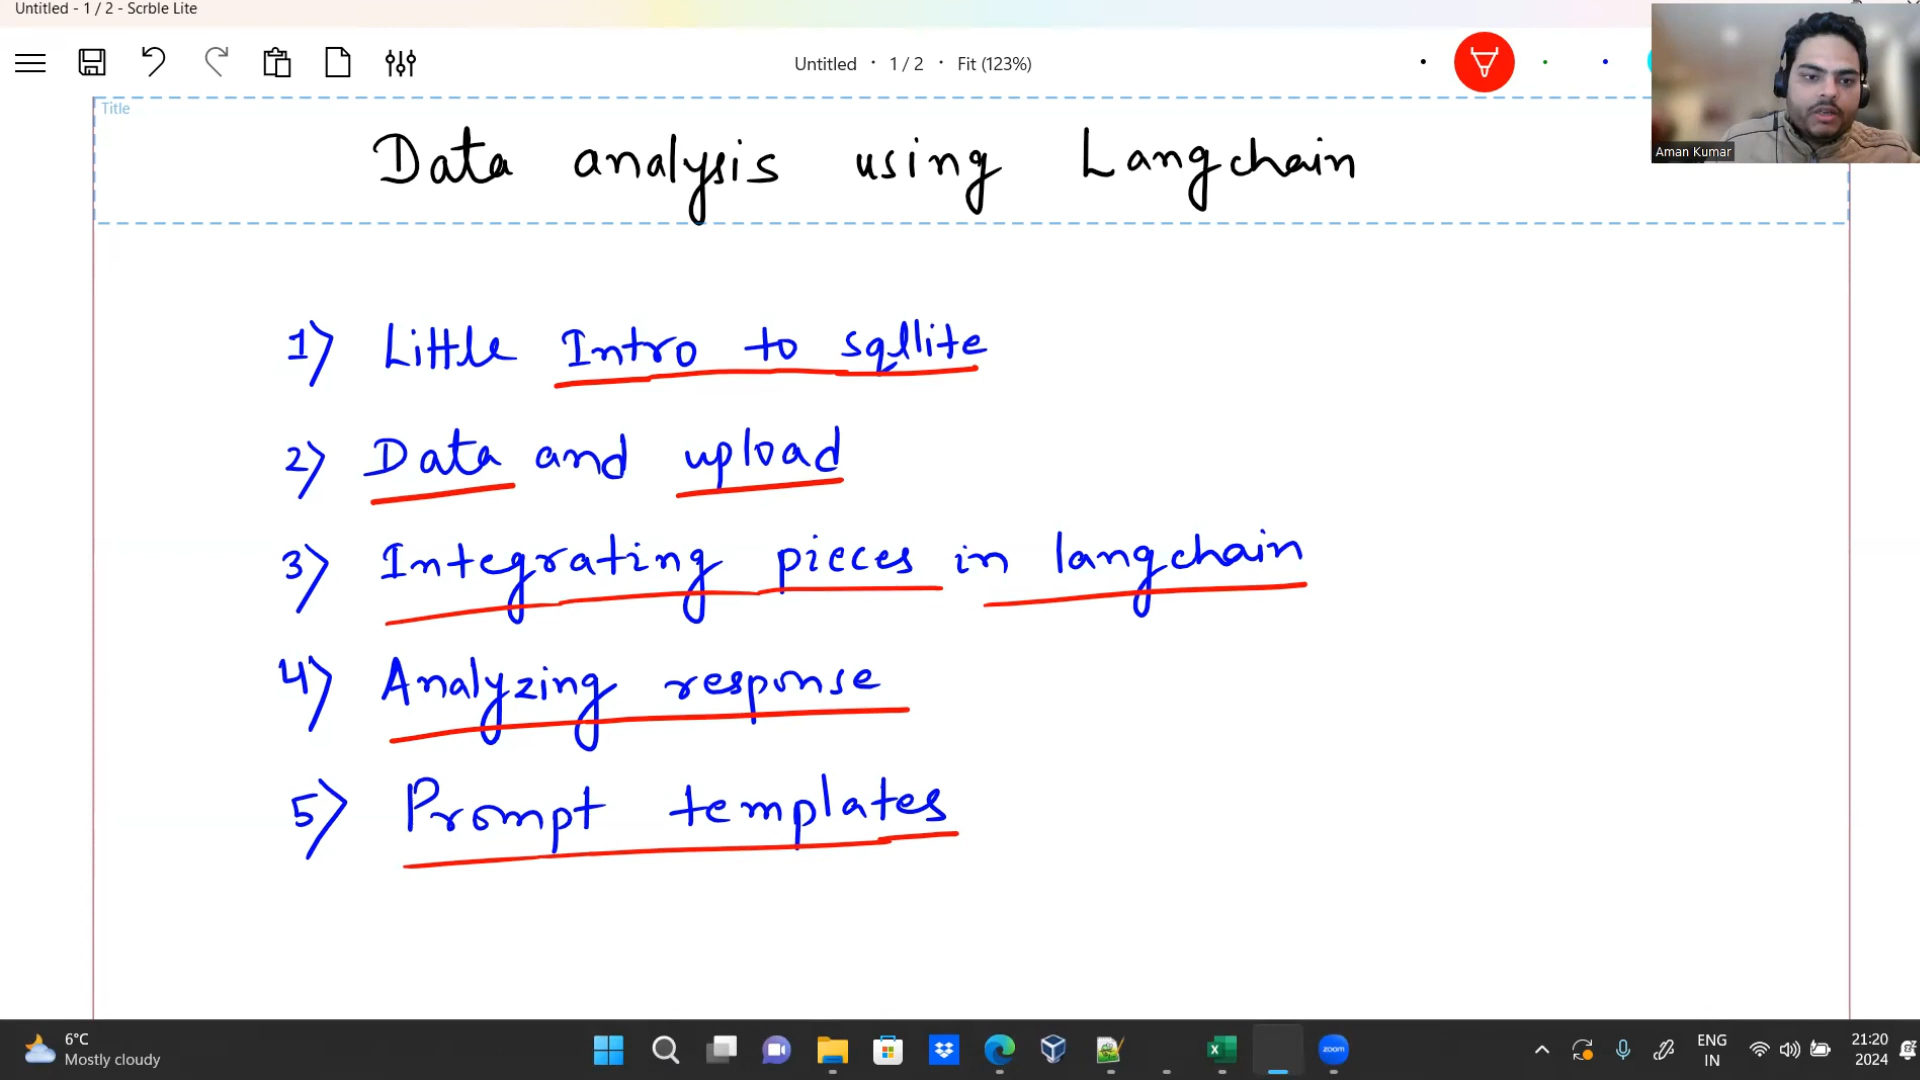 Untitled - 1 / 2 - Scrble Lite
Untitled · 1 / 2 · Fit (123%)
Aman Kumar
Title
Data analysis using Langchain
1) Little Intro to sqllite
2) Data and upload
3) Integrating pieces in langchain
4) Analyzing response
5) Prompt templates
6°C
Mostly cloudy
zoom
ENG
IN
21:20
2024